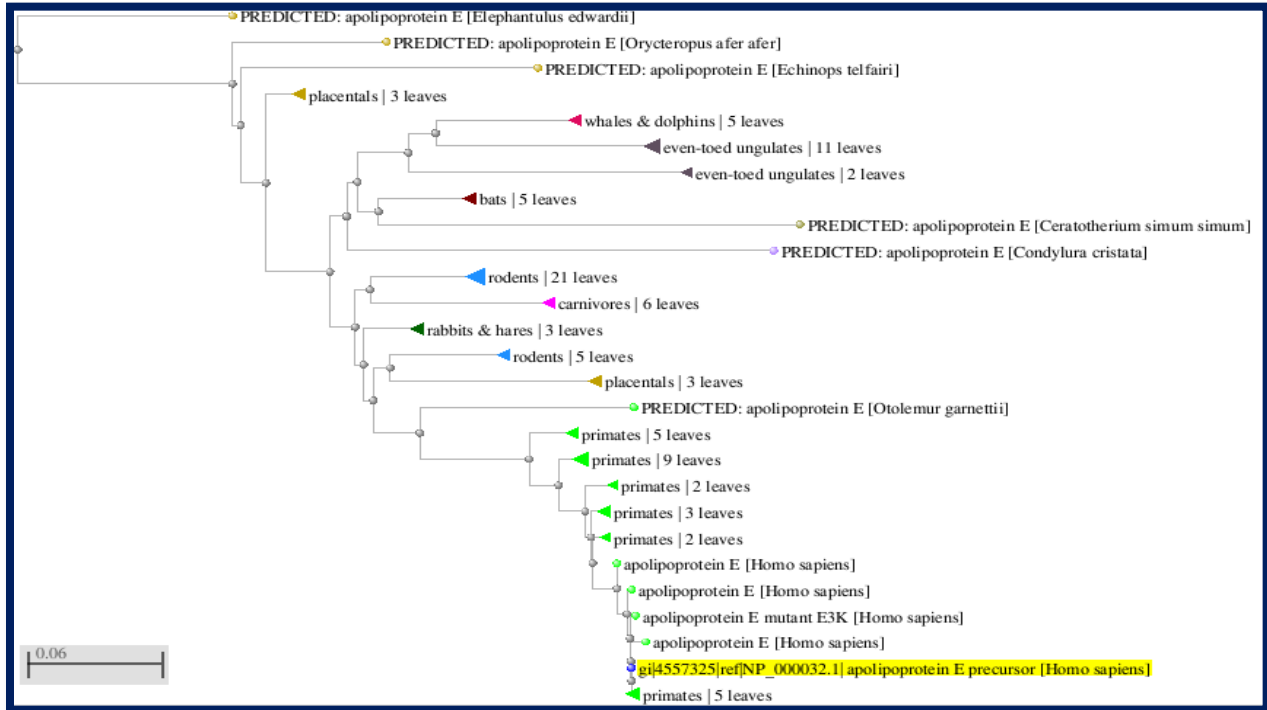 PREDICTED: apolipoprotein E [Elephantulus edwardii]
PREDICTED: apolipoprotein E [Orycteropus afer afer]
PREDICTED: apolipoprotein E [Echinops telfairi]
placentals | 3 leaves
whales & dolphins | 5 leaves
even-toed ungulates | 11 leaves
even-toed ungulates | 2 leaves
bats | 5 leaves
PREDICTED: apolipoprotein E [Ceratotherium simum simum]
PREDICTED: apolipoprotein E [Condylura cristata]
rodents | 21 leaves
carnivores | 6 leaves
rabbits & hares | 3 leaves
rodents | 5 leaves
placentals | 3 leaves
PREDICTED: apolipoprotein E [Otolemur garnettii]
primates | 5 leaves
primates | 9 leaves
primates | 2 leaves
primates | 3 leaves
primates | 2 leaves
apolipoprotein E [Homo sapiens]
apolipoprotein E [Homo sapiens]
apolipoprotein E mutant E3K [Homo sapiens]
apolipoprotein E [Homo sapiens]
gi|4557325|ref|NP_000032.1| apolipoprotein E precursor [Homo sapiens]
primates | 5 leaves
0.06